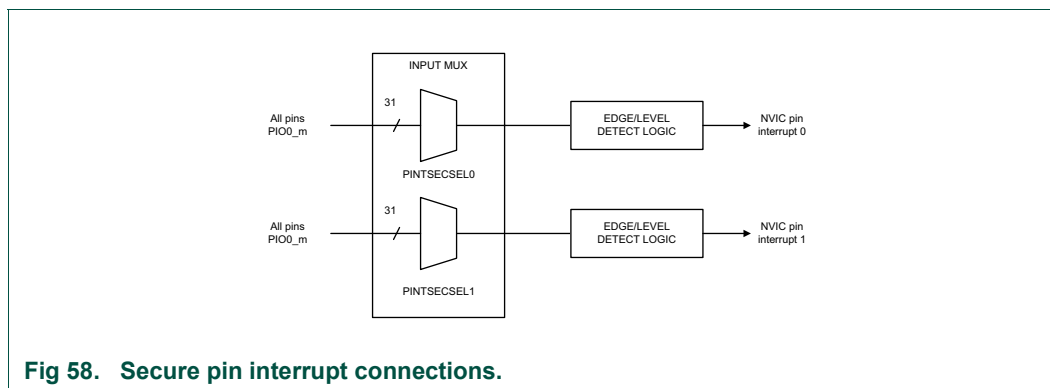 INPUT MUX
31
All pins
PIO0_m
EDGE/LEVEL
DETECT LOGIC
NVIC pin
interrupt 0
PINTSECSEL0
31
All pins
PIO0_m
EDGE/LEVEL
DETECT LOGIC
NVIC pin
interrupt 1
PINTSECSEL1
Fig 58. Secure pin interrupt connections.